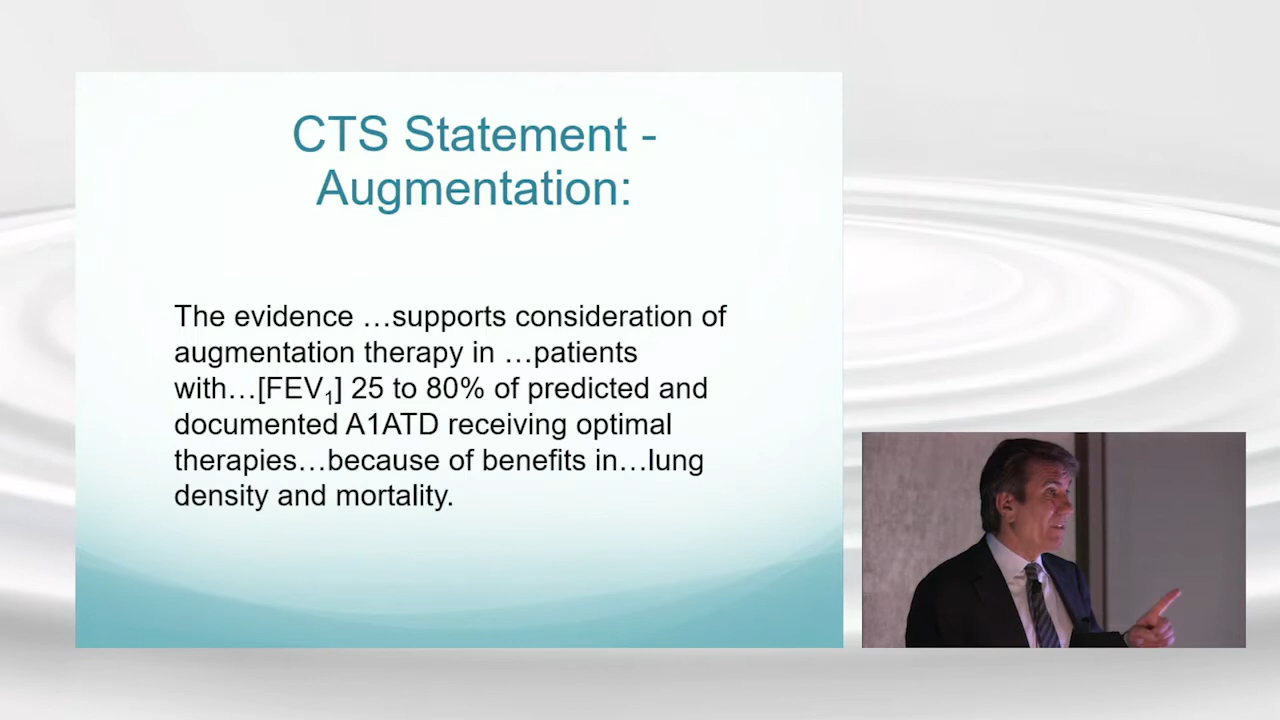 CTS Statement -
Augmentation:
The evidence …supports consideration of
augmentation therapy in …patients
with…[FEV₁] 25 to 80% of predicted and
documented A1ATD receiving optimal
therapies…because of benefits in…lung
density and mortality.